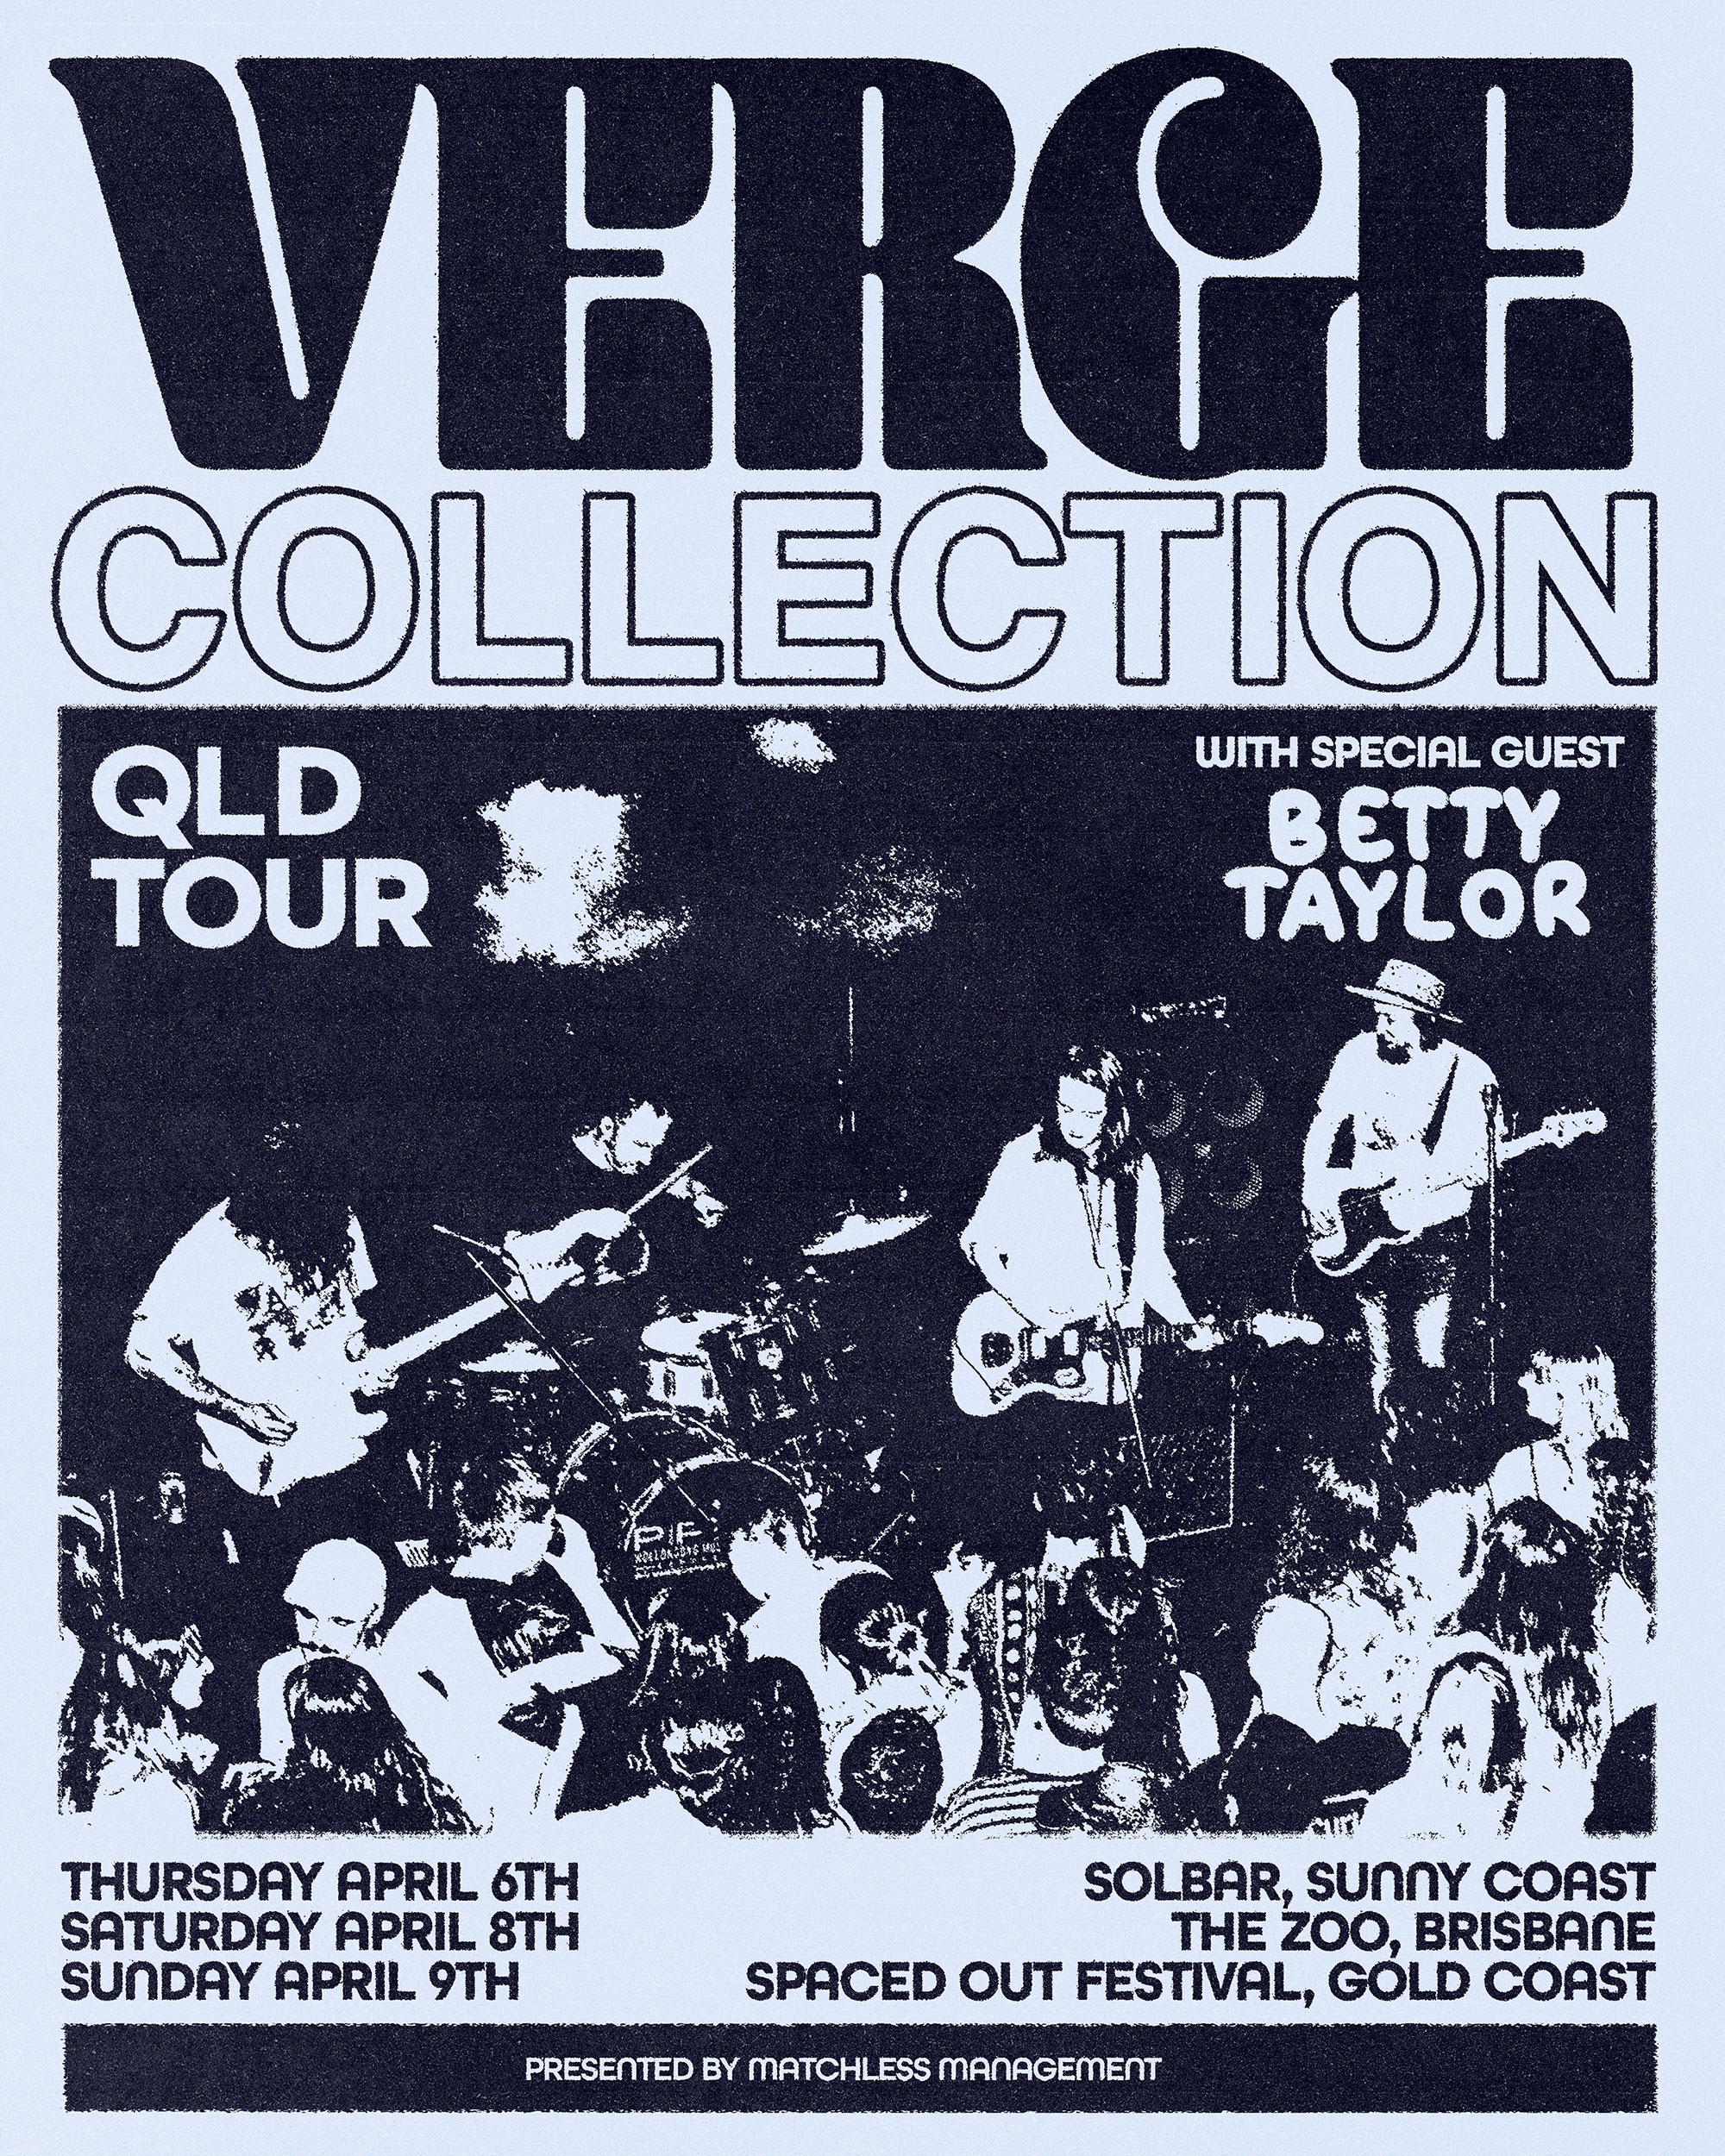 VERGE
COLLECTION
QLD
TOUR
WITH SPECIAL GUEST
BETTY
TAYLOR
PIF
THURSDAY APRIL 6TH
SOLBAR, SUNNY COAST
SATURDAY APRIL 8TH
THE ZOO, BRISBANE
SUNDAY APRIL 9TH
SPACED OUT FESTIVAL, GOLD COAST
PRESENTED BY MATCHLESS MANAGEMENT